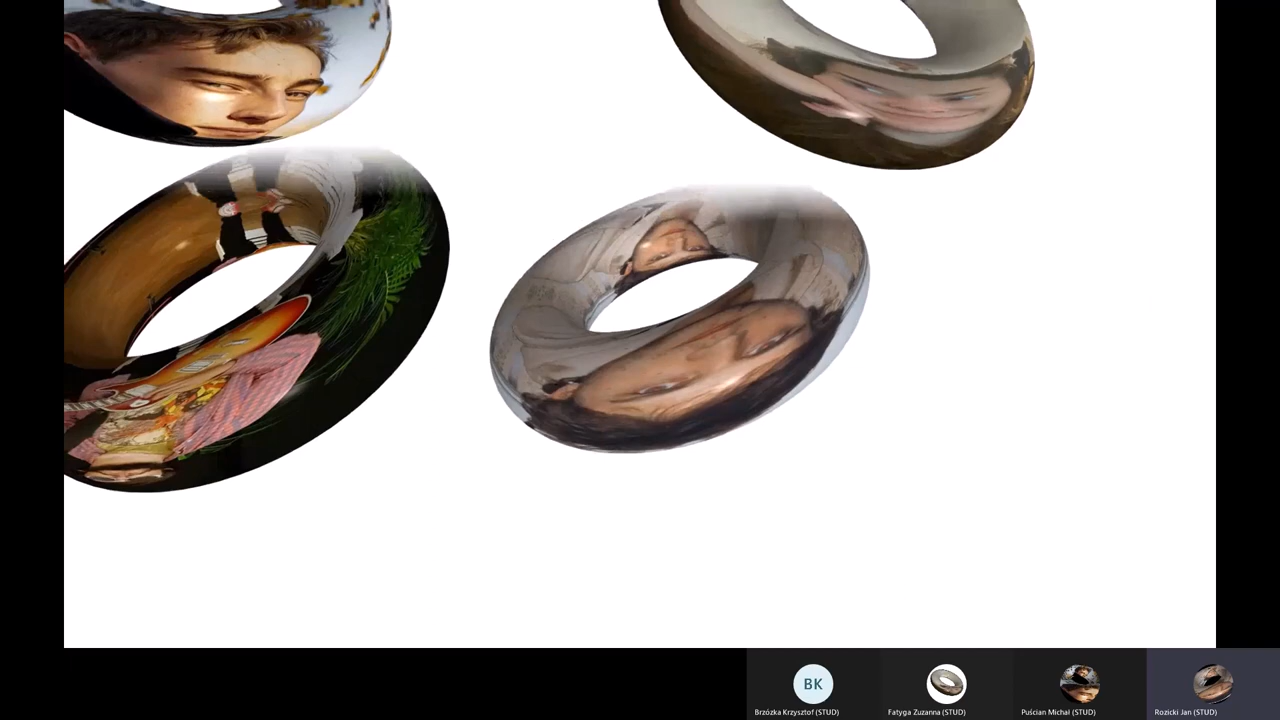 BK
Brzózka Krzysztof (STUD)
Fatyga Zuzanna (STUD)
Puścian Michał (STUD)
Rozicki Jan (STUD)